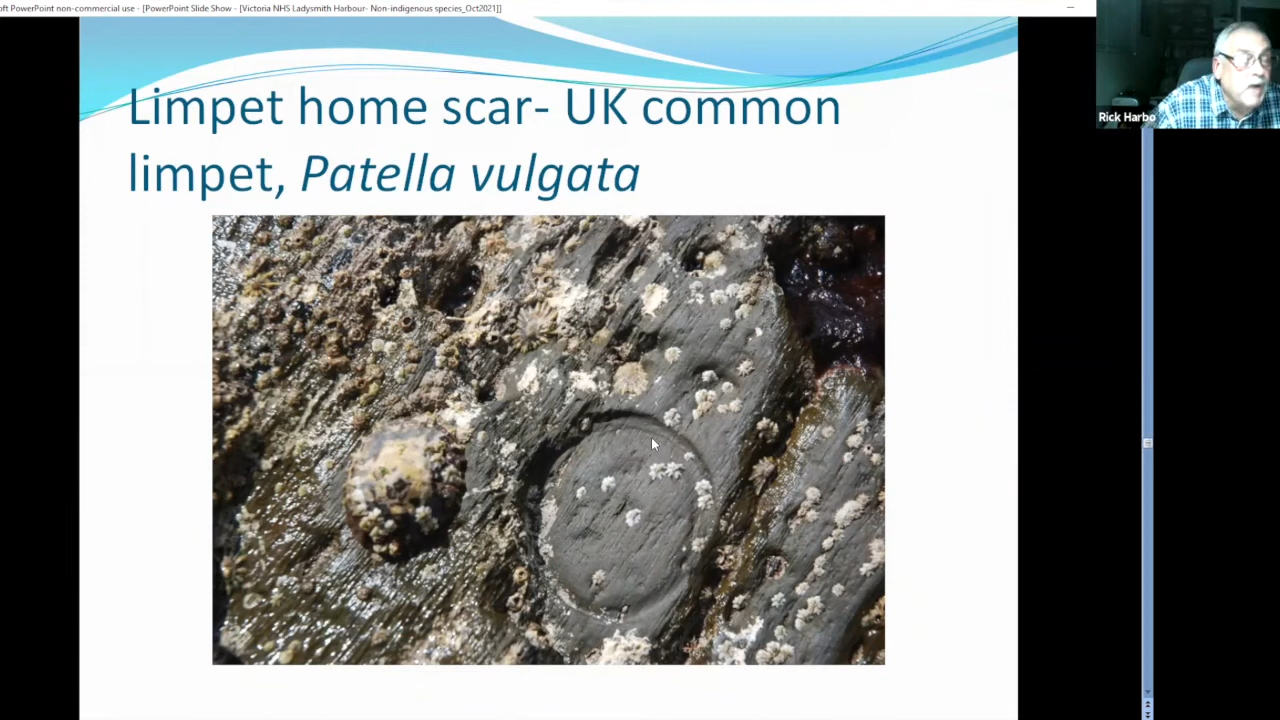 oft PowerPoint non-commercial use - [PowerPoint Slide Show - [Victoria NHS Ladysmith Harbour- Non-indigenous species_Oct2021]]
Rick Harbo
Limpet home scar- UK common
limpet, Patella vulgata